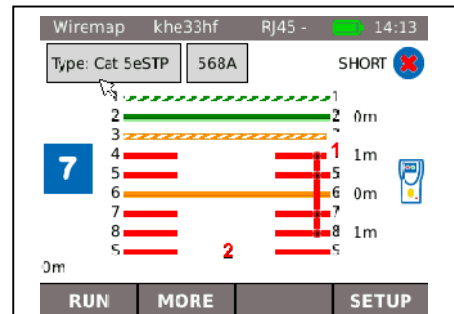 Wiremap khe33hf RJ45 - 14:13
Type: Cat 5eSTP 568A SHORT
1 1
2 2 0m
3
4 1 1m
7 5 5
6 6 0m
7 7
8 8 1m
S 2 S
0m
RUN MORE SETUP